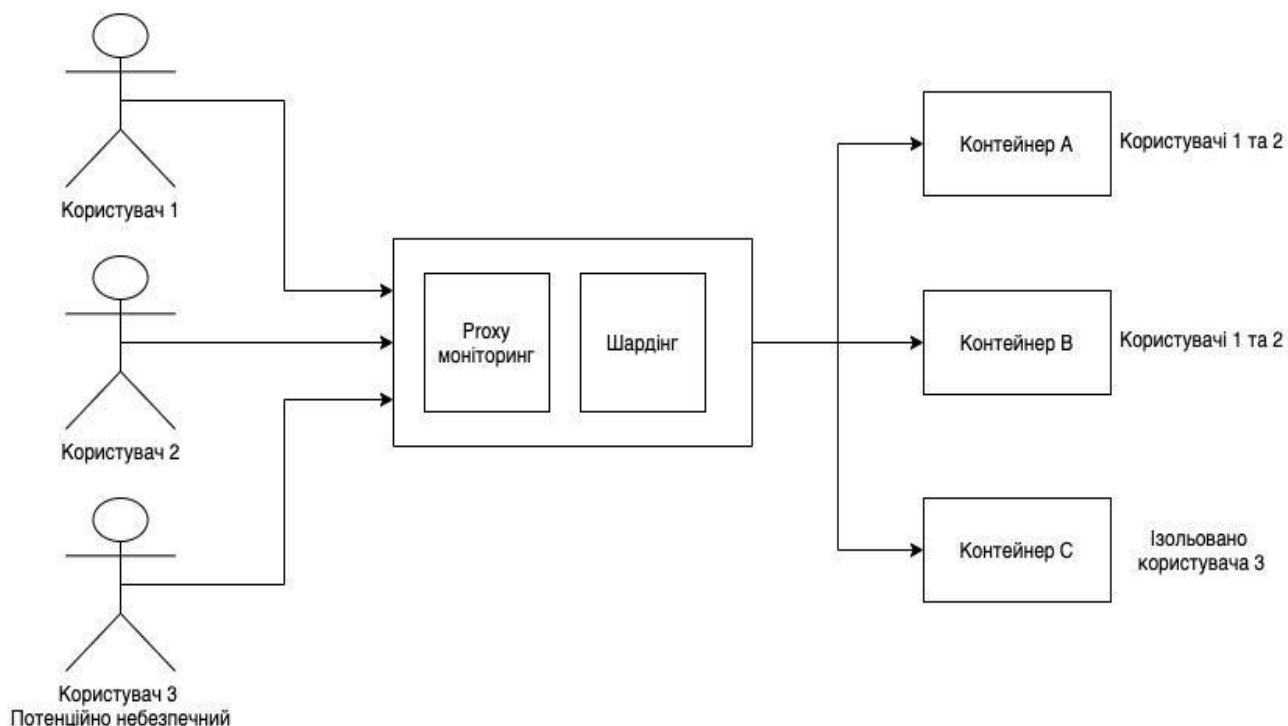 Користувач 1
Користувач 2
Користувач 3
Потенційно небезпечний
Proxy
моніторинг
Шардінг
Контейнер A
Користувачі 1 та 2
Контейнер B
Користувачі 1 та 2
Контейнер C
Ізольовано
користувача 3